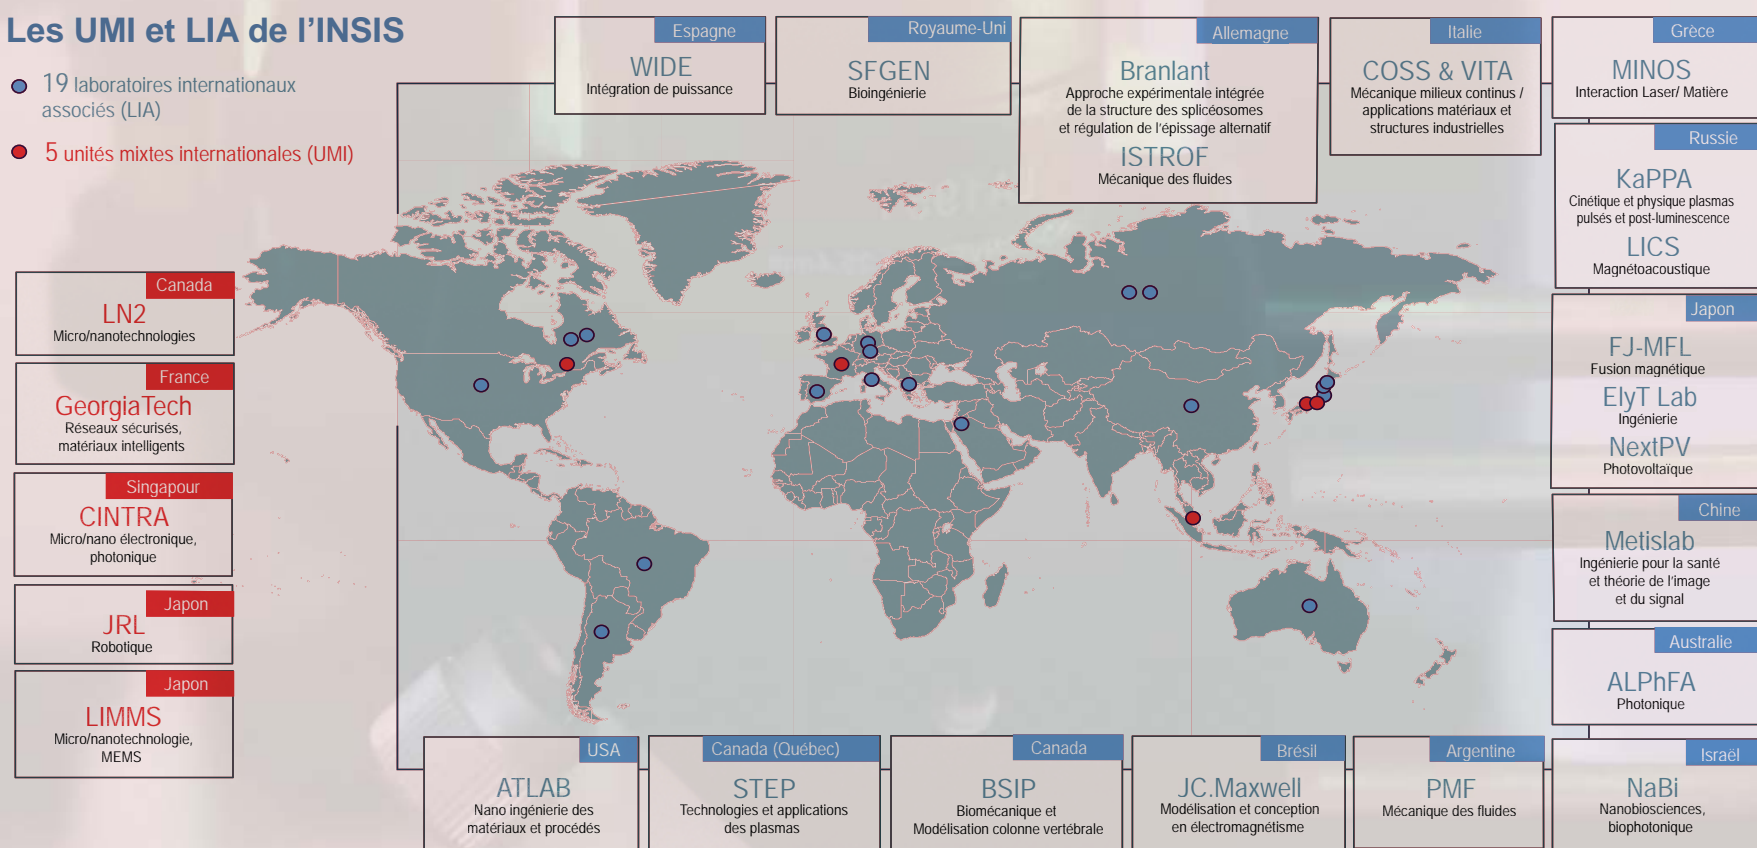 Les UMI et LIA de l'INSIS
19 laboratoires internationaux
associés (LIA)
5 unités mixtes internationales (UMI)
Espagne
WIDE
Intégration de puissance
Royaume-Uni
SFGEN
Bioingénierie
Allemagne
Branlant
Approche expérimentale intégrée
de la structure des splicéosomes
et régulation de l'épissage alternatif
ISTROF
Mécanique des fluides
Italie
COSS & VITA
Mécanique milieux continus /
applications matériaux et
structures industrielles
Grèce
MINOS
Interaction Laser/ Matière
Russie
KaPPA
Cinétique et physique plasmas
pulsés et post-luminescence
LICS
Magnétoacoustique
Japon
FJ-MFL
Fusion magnétique
ElyT Lab
Ingénierie
NextPV
Photovoltaïque
Chine
Metislab
Ingénierie pour la santé
et théorie de l'image
et du signal
Australie
ALPhFA
Photonique
Canada
LN2
Micro/nanotechnologies
France
GeorgiaTech
Réseaux sécurisés,
matériaux intelligents
Singapour
CINTRA
Micro/nano électronique,
photonique
Japon
JRL
Robotique
Japon
LIMMS
Micro/nanotechnologie,
MEMS
USA
ATLAB
Nano ingénierie des
matériaux et procédés
Canada (Québec)
STEP
Technologies et applications
des plasmas
Canada
BSIP
Biomécanique et
Modélisation colonne vertébrale
Brésil
JC.Maxwell
Modélisation et conception
en électromagnétisme
Argentine
PMF
Mécanique des fluides
Israël
NaBi
Nanobiosciences,
biophotonique